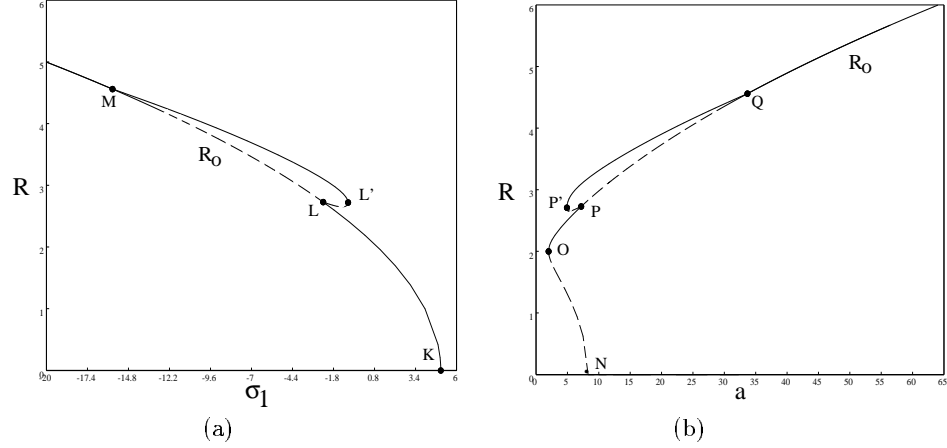 6
5
4
3
2
1
0
R
M
R_O
L
L'
K
-20 -17.4 -14.8 -12.2 -9.6 -7 -4.4 -1.8 0.8 3.4 6
σ_1
(a)
6
5
4
3
2
1
0
R
R_O
Q
P'
P
O
N
0 5 10 15 20 25 30 35 40 45 50 55 60 65
a
(b)